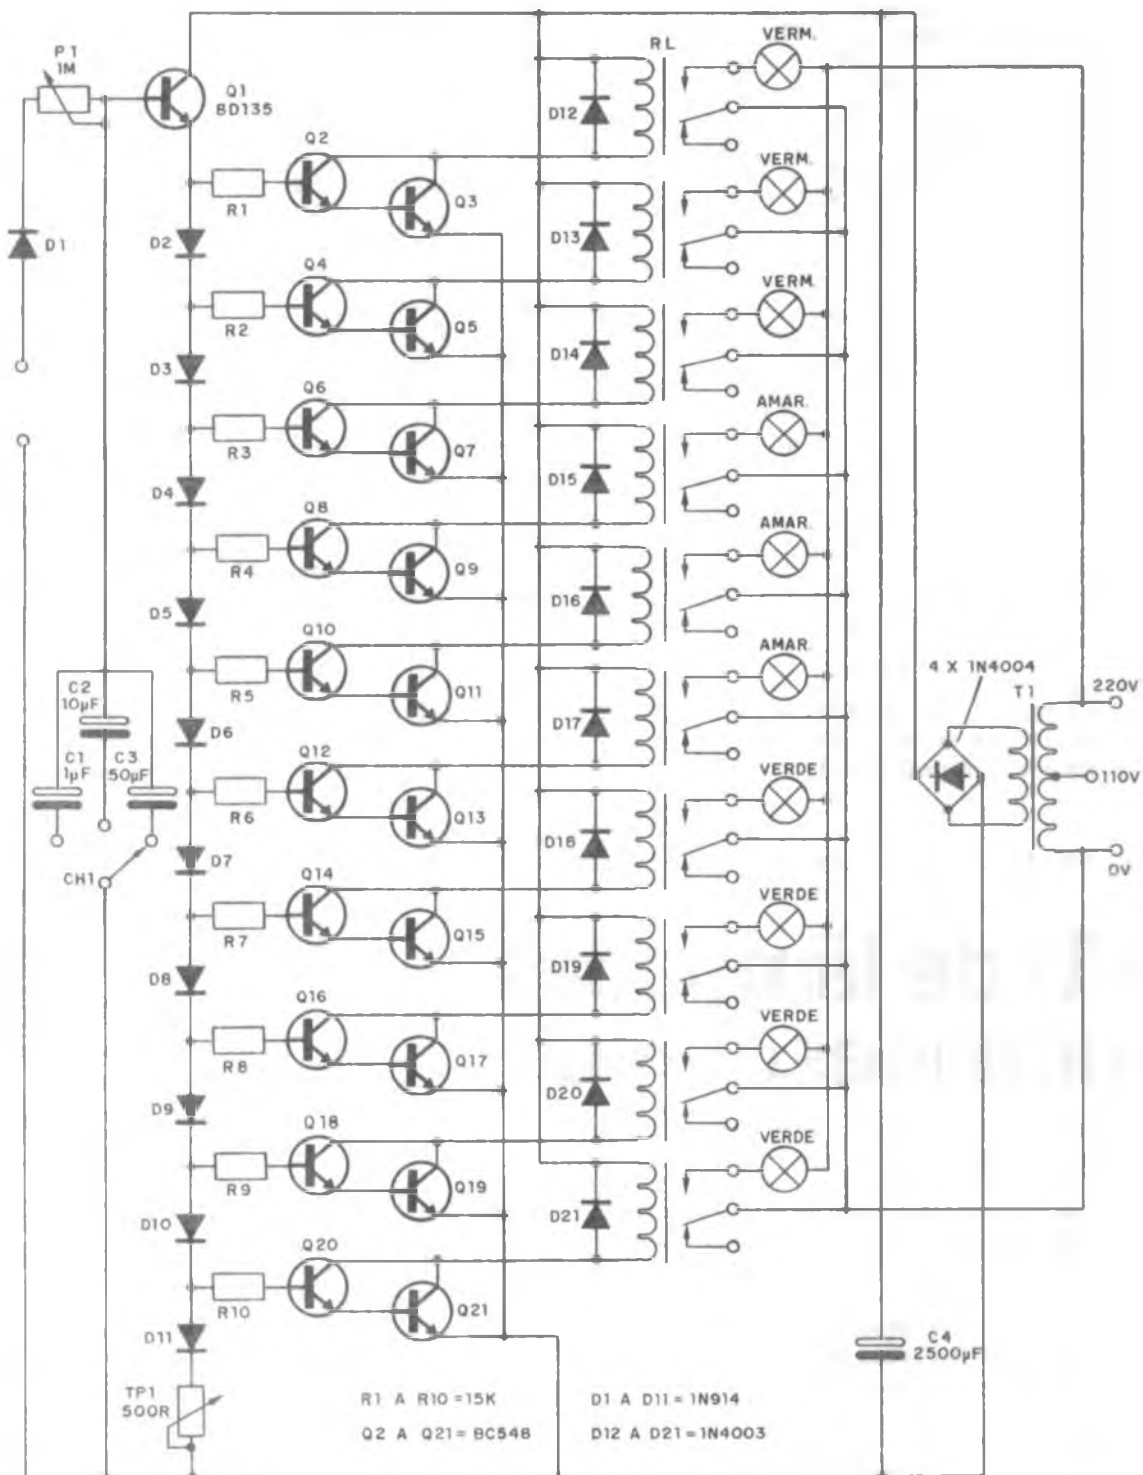 P1
1M
Q1
BD135
RL
VERM.
D12
Q2
R1
Q3
VERM.
D13
D1
D2
Q4
R2
Q5
VERM.
D14
D3
Q6
R3
Q7
AMAR.
D15
D4
Q8
R4
Q9
AMAR.
D16
D5
Q10
R5
Q11
AMAR.
D17
4 X 1N4004
T1
220V
110V
0V
C2
10µF
C1
1µF
C3
50µF
CH1
D6
Q12
R6
Q13
VERDE
D18
D7
Q14
R7
Q15
VERDE
D19
D8
Q16
R8
Q17
VERDE
D20
D9
Q18
R9
Q19
VERDE
D21
D10
Q20
R10
Q21
D11
C4
2500µF
TP1
500R
R1 A R10 = 15K
D1 A D11 = 1N914
Q2 A Q21 = BC548
D12 A D21 = 1N4003